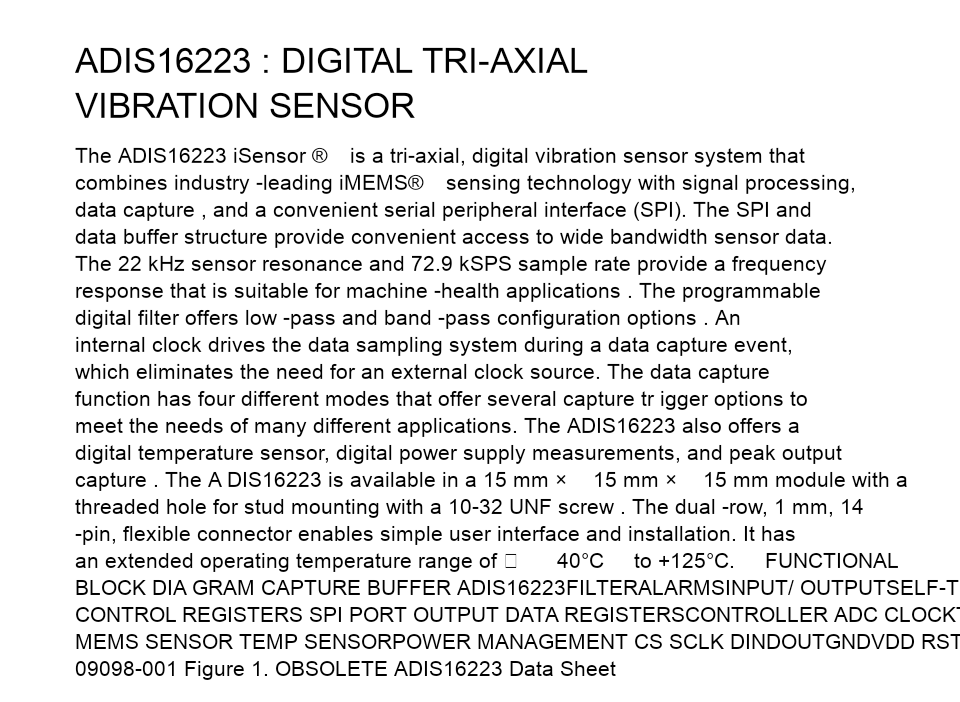 ADIS16223 : DIGITAL TRI-AXIAL
VIBRATION SENSOR
The ADIS16223 iSensor ® is a tri-axial, digital vibration sensor system that
combines industry -leading iMEMS® sensing technology with signal processing,
data capture , and a convenient serial peripheral interface (SPI). The SPI and
data buffer structure provide convenient access to wide bandwidth sensor data.
The 22 kHz sensor resonance and 72.9 kSPS sample rate provide a frequency
response that is suitable for machine -health applications . The programmable
digital filter offers low -pass and band -pass configuration options . An
internal clock drives the data sampling system during a data capture event,
which eliminates the need for an external clock source. The data capture
function has four different modes that offer several capture tr igger options to
meet the needs of many different applications. The ADIS16223 also offers a
digital temperature sensor, digital power supply measurements, and peak output
capture . The A DIS16223 is available in a 15 mm × 15 mm × 15 mm module with a
threaded hole for stud mounting with a 10-32 UNF screw . The dual -row, 1 mm, 14
-pin, flexible connector enables simple user interface and installation. It has
an extended operating temperature range of 40°C to +125°C. FUNCTIONAL
BLOCK DIA GRAM CAPTURE BUFFER ADIS16223FILTERALARMSINPUT/ OUTPUTSELF-T
CONTROL REGISTERS SPI PORT OUTPUT DATA REGISTERSCONTROLLER ADC CLOCK
MEMS SENSOR TEMP SENSORPOWER MANAGEMENT CS SCLK DINDOUTGNDVDD RST
09098-001 Figure 1. OBSOLETE ADIS16223 Data Sheet